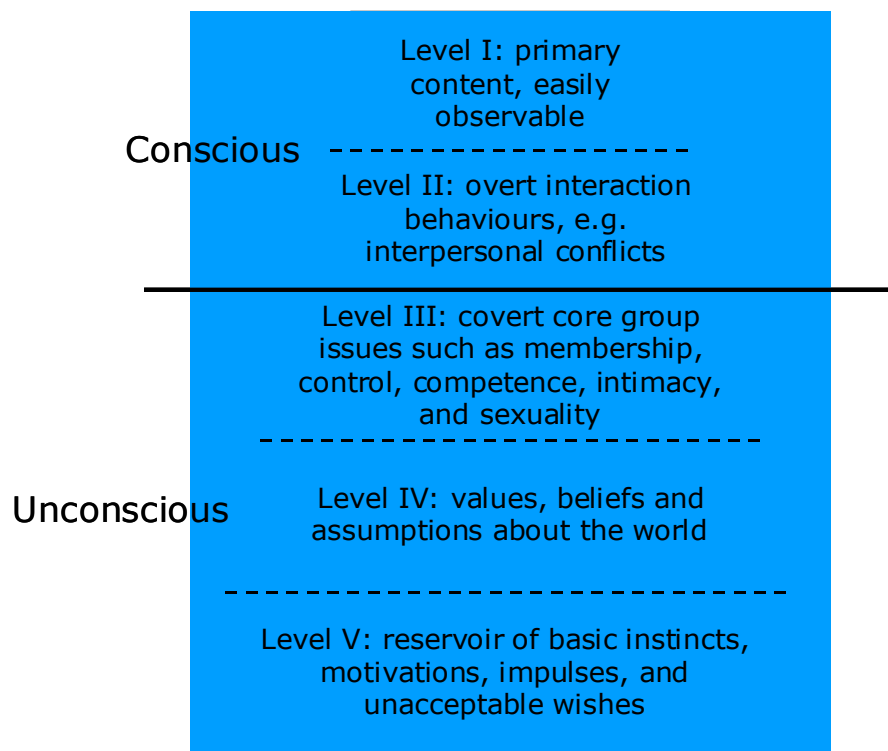 Level I: primary
content, easily
observable
Conscious
Level II: overt interaction
behaviours, e.g.
interpersonal conflicts
Level III: covert core group
issues such as membership,
control, competence, intimacy,
and sexuality
Unconscious
Level IV: values, beliefs and
assumptions about the world
Level V: reservoir of basic instincts,
motivations, impulses, and
unacceptable wishes